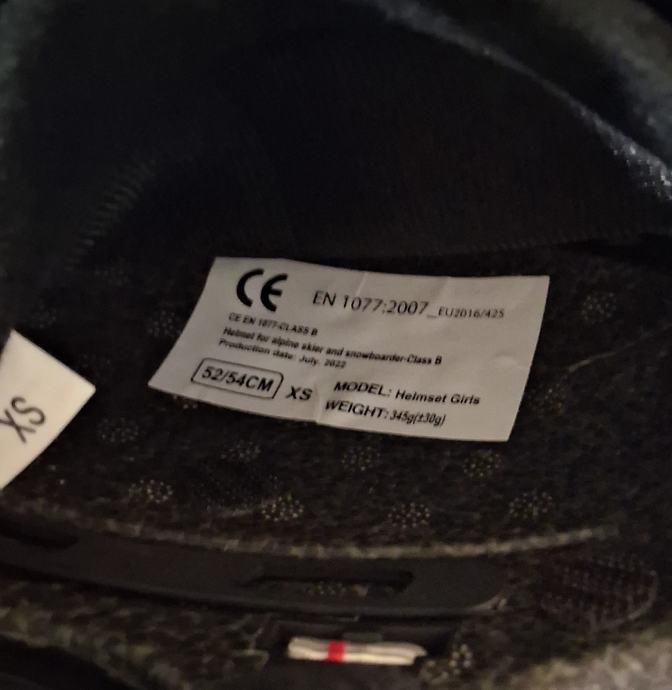 CE EN 1077:2007_EU2016/425
CE EN 1077-CLASS B
Helmet for alpine skier and snowboarder-Class B
Production date: July, 2022
52/54CM XS MODEL: Helmset Girls
WEIGHT: 345g(±30g)
XS